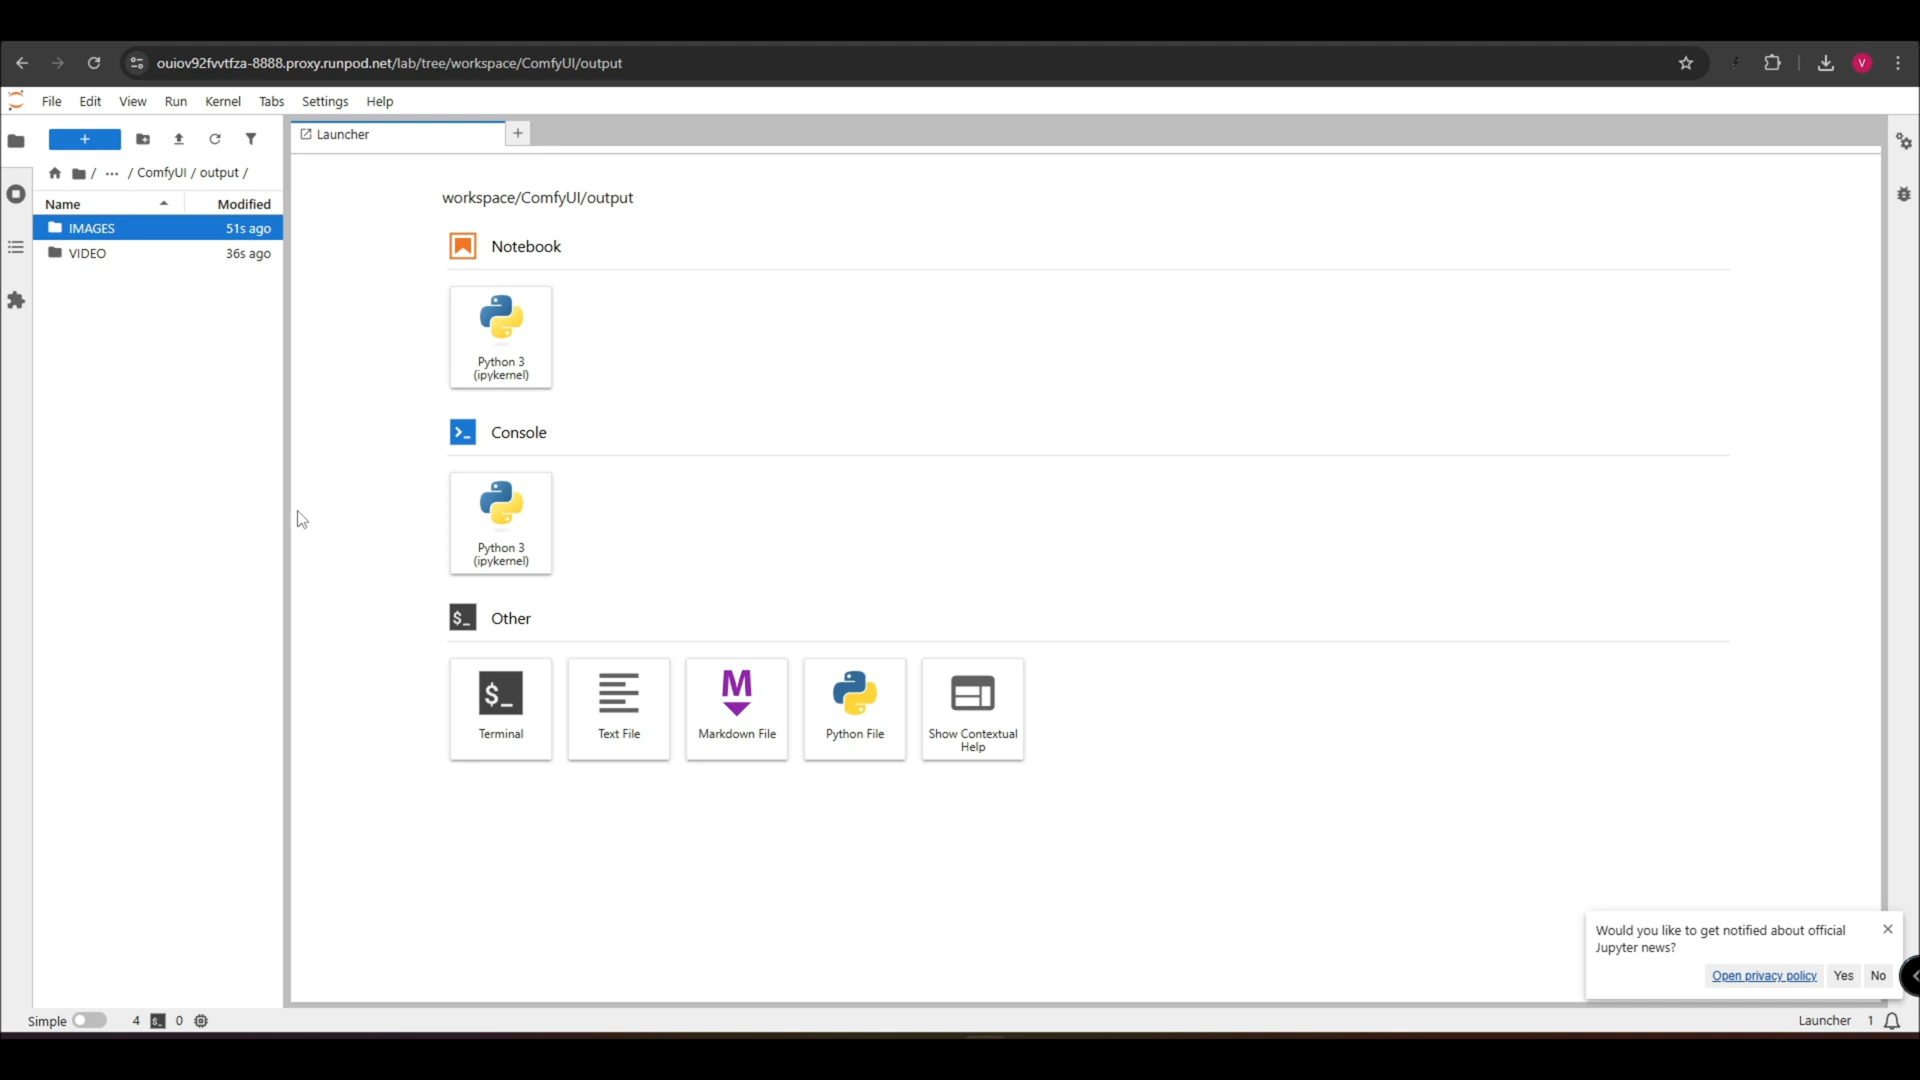 ouiov92fvvtfza-8888.proxy.runpod.net/lab/tree/workspace/ComfyUI/output
V
File Edit View Run Kernel Tabs Settings Help
+
Launcher
+
/ ··· / ComfyUI / output /
Name Modified
IMAGES 51s ago
VIDEO 36s ago
workspace/ComfyUI/output
Notebook
Python 3
(ipykernel)
>_ Console
Python 3
(ipykernel)
$_ Other
$_
Terminal
Text File
M
Markdown File
Python File
Show Contextual
Help
Would you like to get notified about official
Jupyter news?
Open privacy policy Yes No
Simple 4 $_ 0
Launcher 1